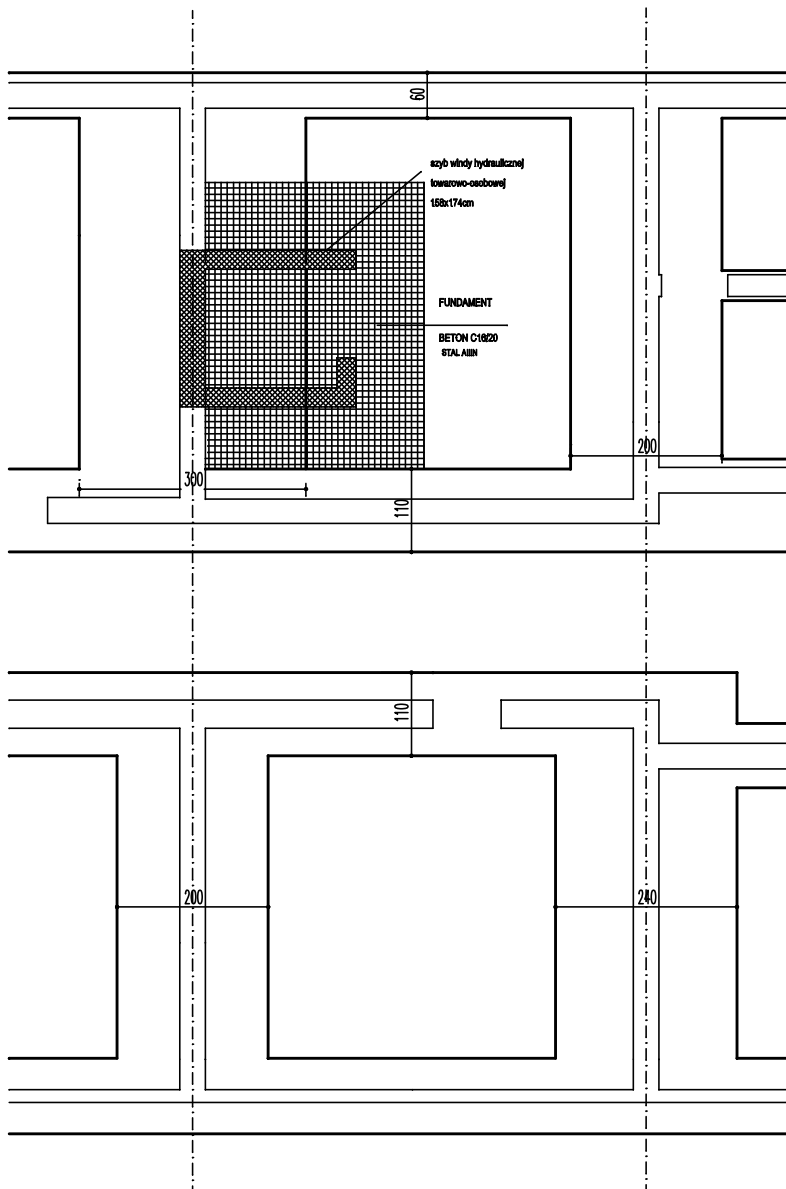 60
szyb windy hydraulicznej
towarowo-osobowej
158x174cm
FUNDAMENT
BETON C16/20
STAL AIIIN
200
300
110
110
200
240